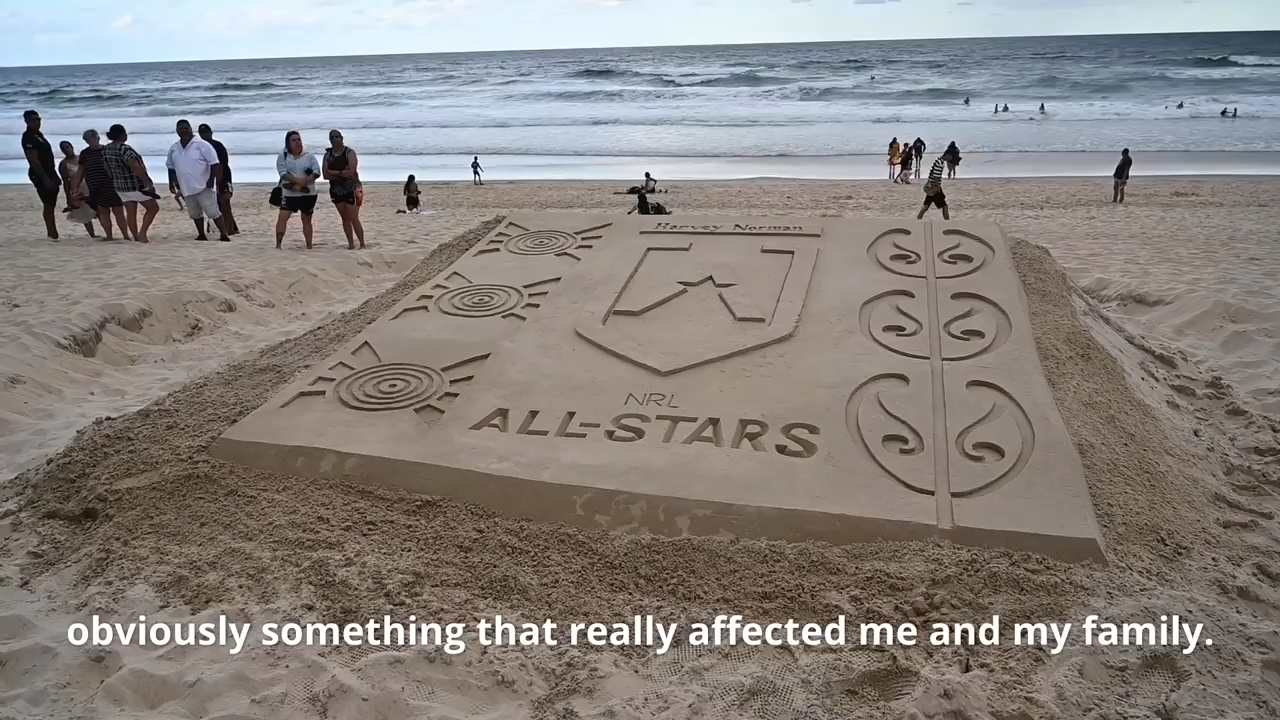 Harvey Norman
NRL
ALL-STARS
obviously something that really affected me and my family.